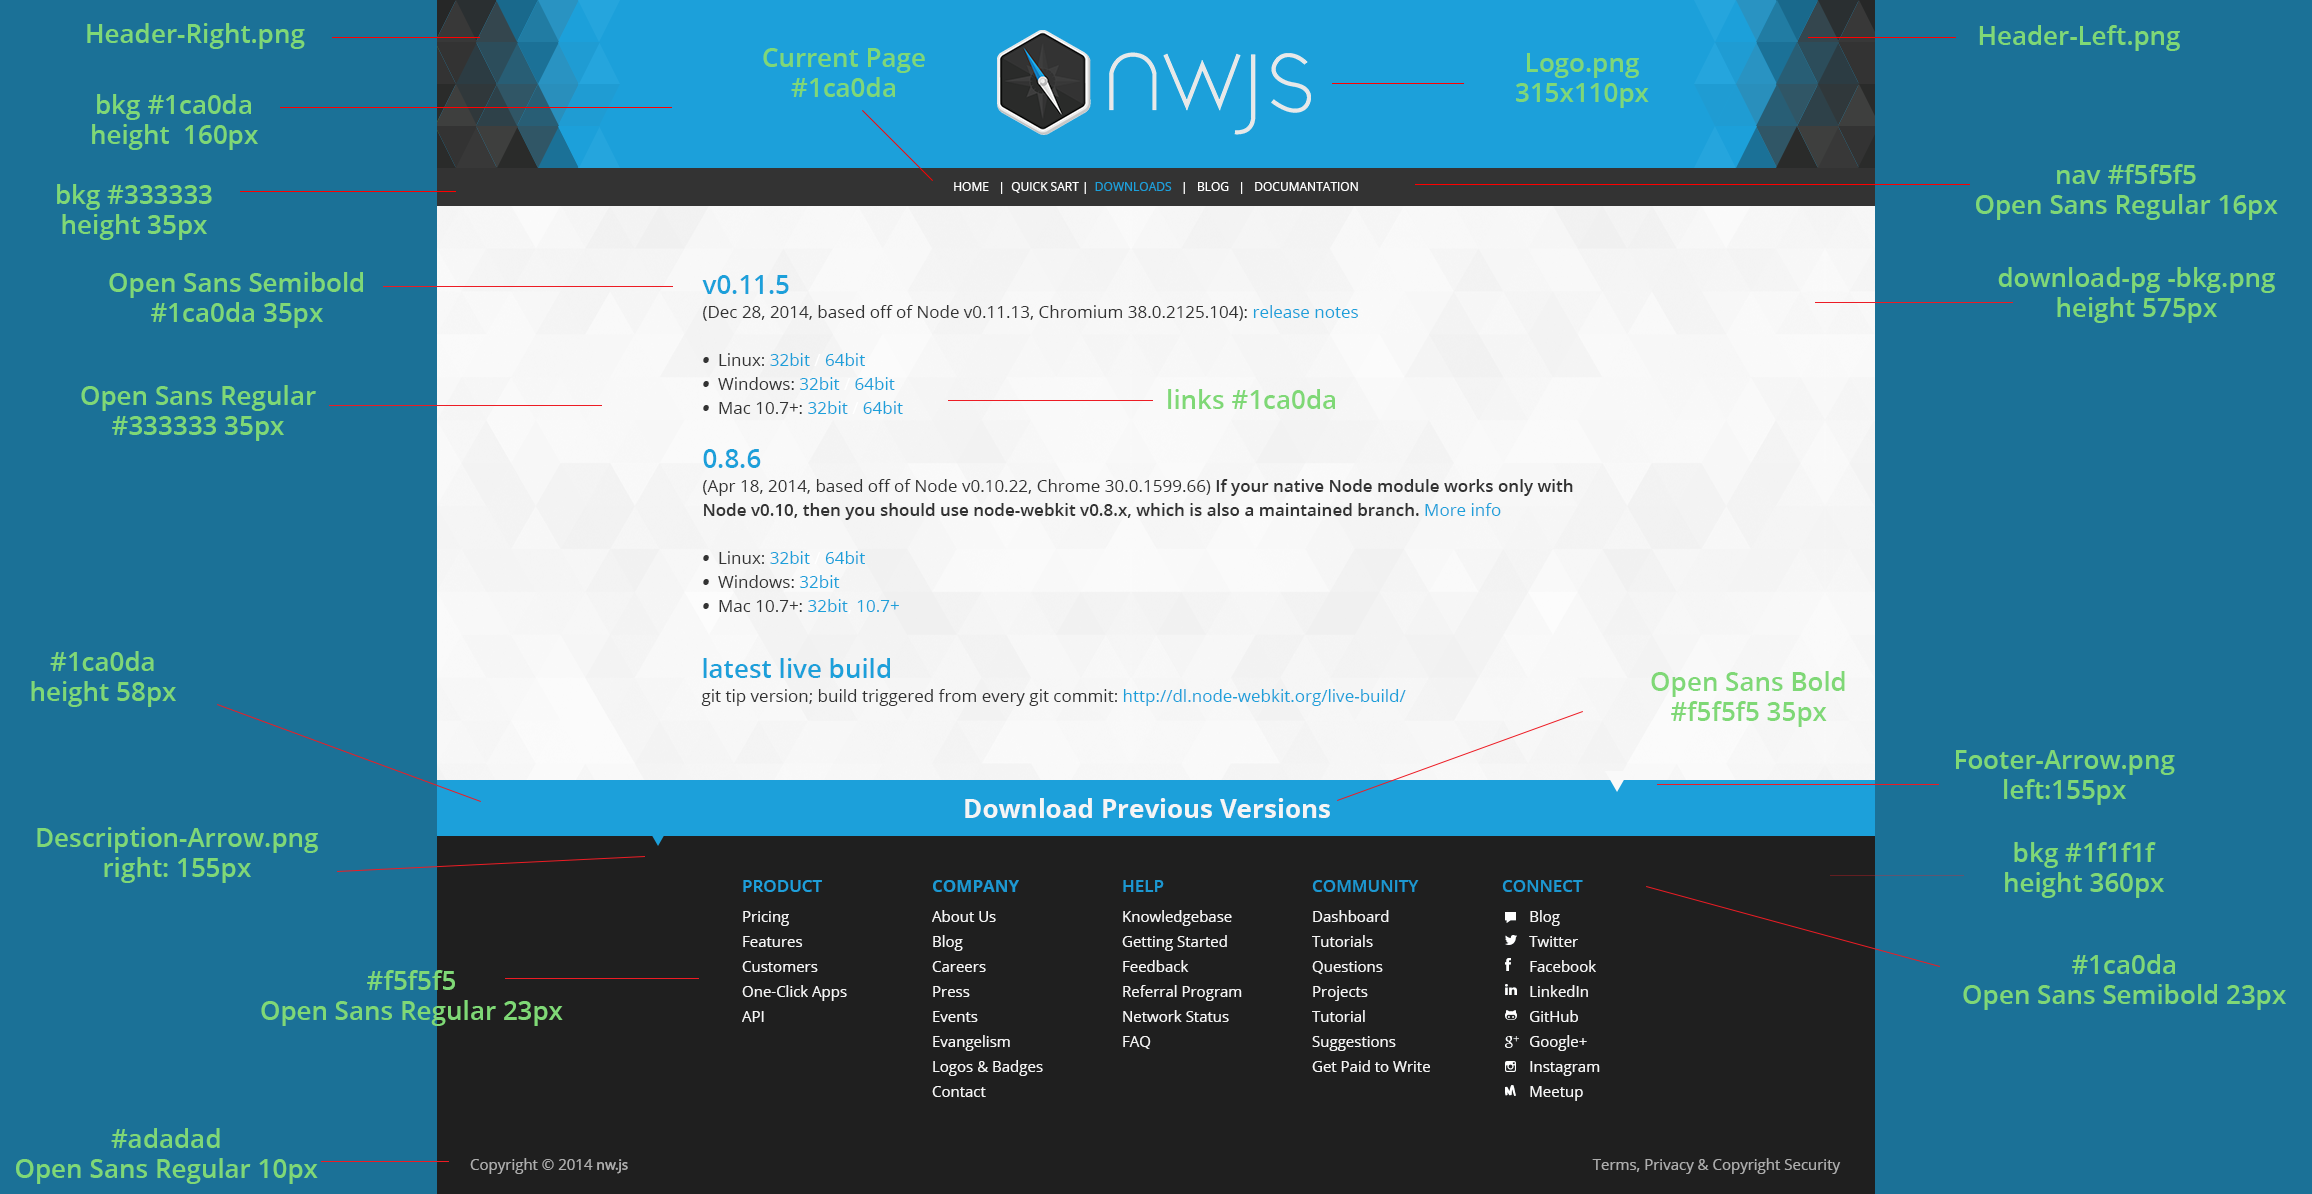 Header-Right.png
bkg #1ca0da
height  160px
bkg #333333
height 35px
Open Sans Semibold
#1ca0da 35px
Open Sans Regular
#333333 35px
#1ca0da
height 58px
Description-Arrow.png
right: 155px
#f5f5f5
Open Sans Regular 23px
#adadad
Open Sans Regular 10px
Current Page
#1ca0da
nwjs
Logo.png
315x110px
HOME | QUICK SART | DOWNLOADS | BLOG | DOCUMANTATION
v0.11.5
(Dec 28, 2014, based off of Node v0.11.13, Chromium 38.0.2125.104): release notes
• Linux: 32bit / 64bit
• Windows: 32bit / 64bit
• Mac 10.7+: 32bit / 64bit
links #1ca0da
0.8.6
(Apr 18, 2014, based off of Node v0.10.22, Chrome 30.0.1599.66) If your native Node module works only with
Node v0.10, then you should use node-webkit v0.8.x, which is also a maintained branch. More info
• Linux: 32bit / 64bit
• Windows: 32bit
• Mac 10.7+: 32bit 10.7+
latest live build
git tip version; build triggered from every git commit: http://dl.node-webkit.org/live-build/
Open Sans Bold
#f5f5f5 35px
Download Previous Versions
PRODUCT
Pricing
Features
Customers
One-Click Apps
API
COMPANY
About Us
Blog
Careers
Press
Events
Evangelism
Logos & Badges
Contact
HELP
Knowledgebase
Getting Started
Feedback
Referral Program
Network Status
FAQ
COMMUNITY
Dashboard
Tutorials
Questions
Projects
Tutorial
Suggestions
Get Paid to Write
CONNECT
Blog
Twitter
Facebook
LinkedIn
GitHub
Google+
Instagram
Meetup
Copyright © 2014 nw.js
Terms, Privacy & Copyright Security
Header-Left.png
nav #f5f5f5
Open Sans Regular 16px
download-pg -bkg.png
height 575px
Footer-Arrow.png
left:155px
bkg #1f1f1f
height 360px
#1ca0da
Open Sans Semibold 23px